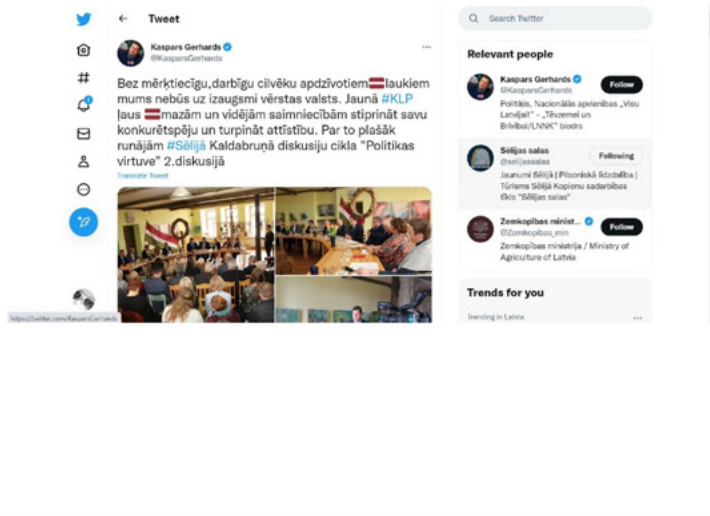 Tweet
Kaspars Gerhards
@KasparsGerhards
Bez mērķtiecīgu,darbīgu cilvēku apdzīvotiem🇱🇻laukiem
mums nebūs uz izaugsmi vērstas valsts. Jaunā #KLP
ļaus 🇱🇻mazām un vidējām saimniecībām stiprināt savu
konkurētspēju un turpināt attīstību. Par to plašāk
runājām #Sēlijā Kaldabruņā diskusiju cikla "Politikas
virtuve" 2.diskusijā
Translate Tweet
https://twitter.com/KasparsGerhards
Search Twitter
Relevant people
Kaspars Gerhards
@KasparsGerhards
Follow
Politiķis, Nacionālās apvienības „Visu
Latvijai!" - „Tēvzemei un
Brīvībai/LNNK" biedrs
Sēlijas salas
@selijassalas
Following
Jaunumi Sēlijā | Pilsoniskā līdzdalība |
Tūrisms Sēlijā Kopienu sadarbības
tīkls "Sēlijas salas"
Zemkopības minist...
@Zemkopibas_min
Follow
Zemkopības ministrija / Ministry of
Agriculture of Latvia
Trends for you
Trending in Latvia